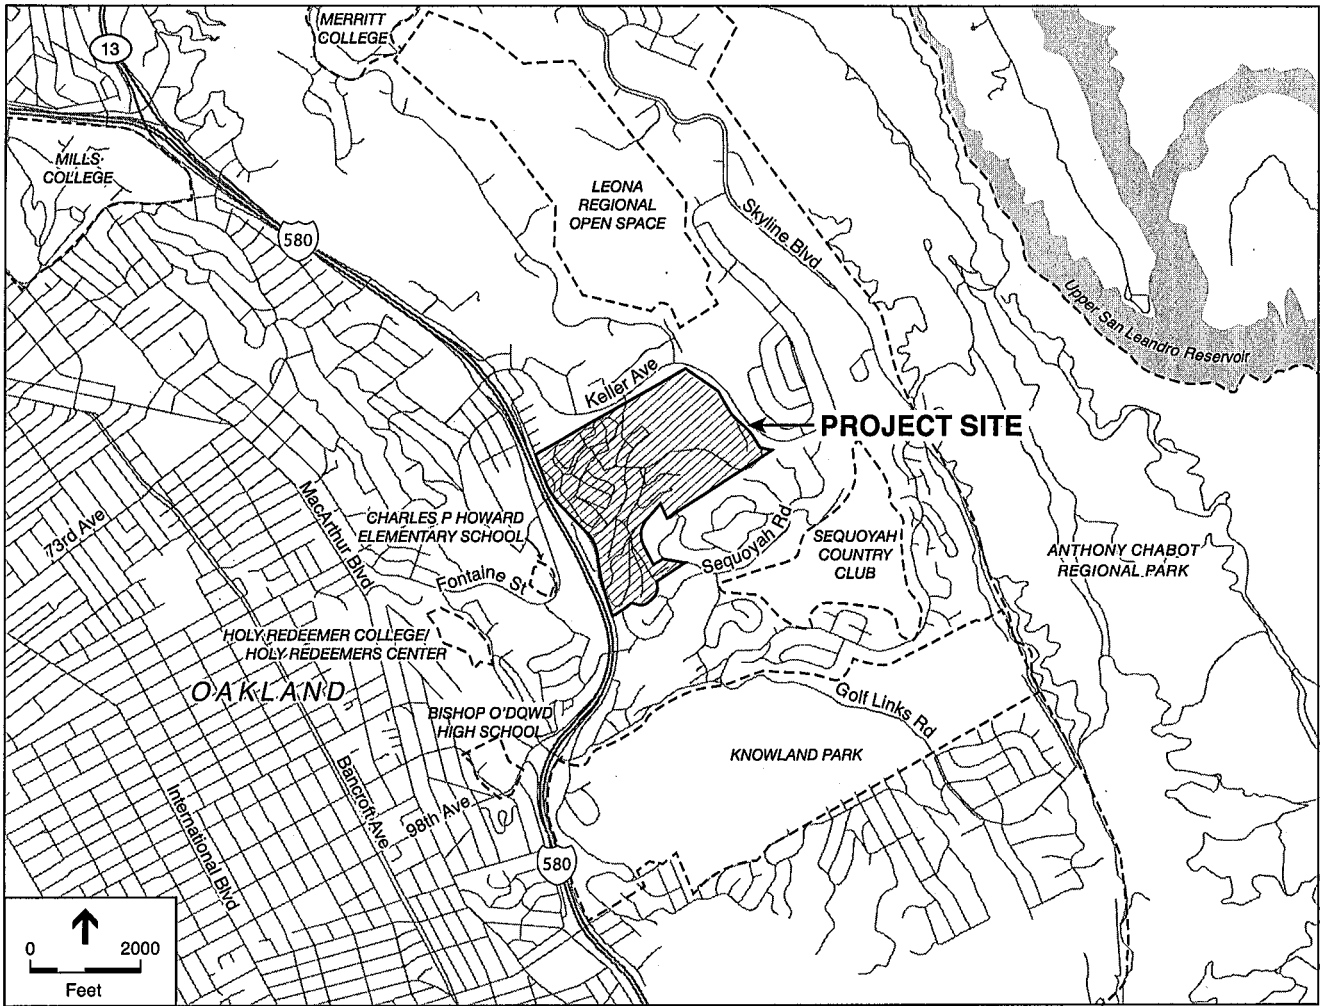 MERRITT
COLLEGE
13
MILLS
COLLEGE
LEONA
REGIONAL
OPEN SPACE
Skyline Blvd
580
Upper San Leandro Reservoir
Keller Ave
PROJECT SITE
MacArthur Blvd
73rd Ave
CHARLES P HOWARD
ELEMENTARY SCHOOL
Sequoyah Rd
SEQUOYAH
COUNTRY
CLUB
ANTHONY CHABOT
REGIONAL PARK
Fontaine St
HOLY REDEEMER COLLEGE/
HOLY REDEEMERS CENTER
OAKLAND
Golf Links Rd
BISHOP O'DOWD
HIGH SCHOOL
KNOWLAND PARK
Bancroft Ave
International Blvd
98th Ave
580
0 2000
Feet